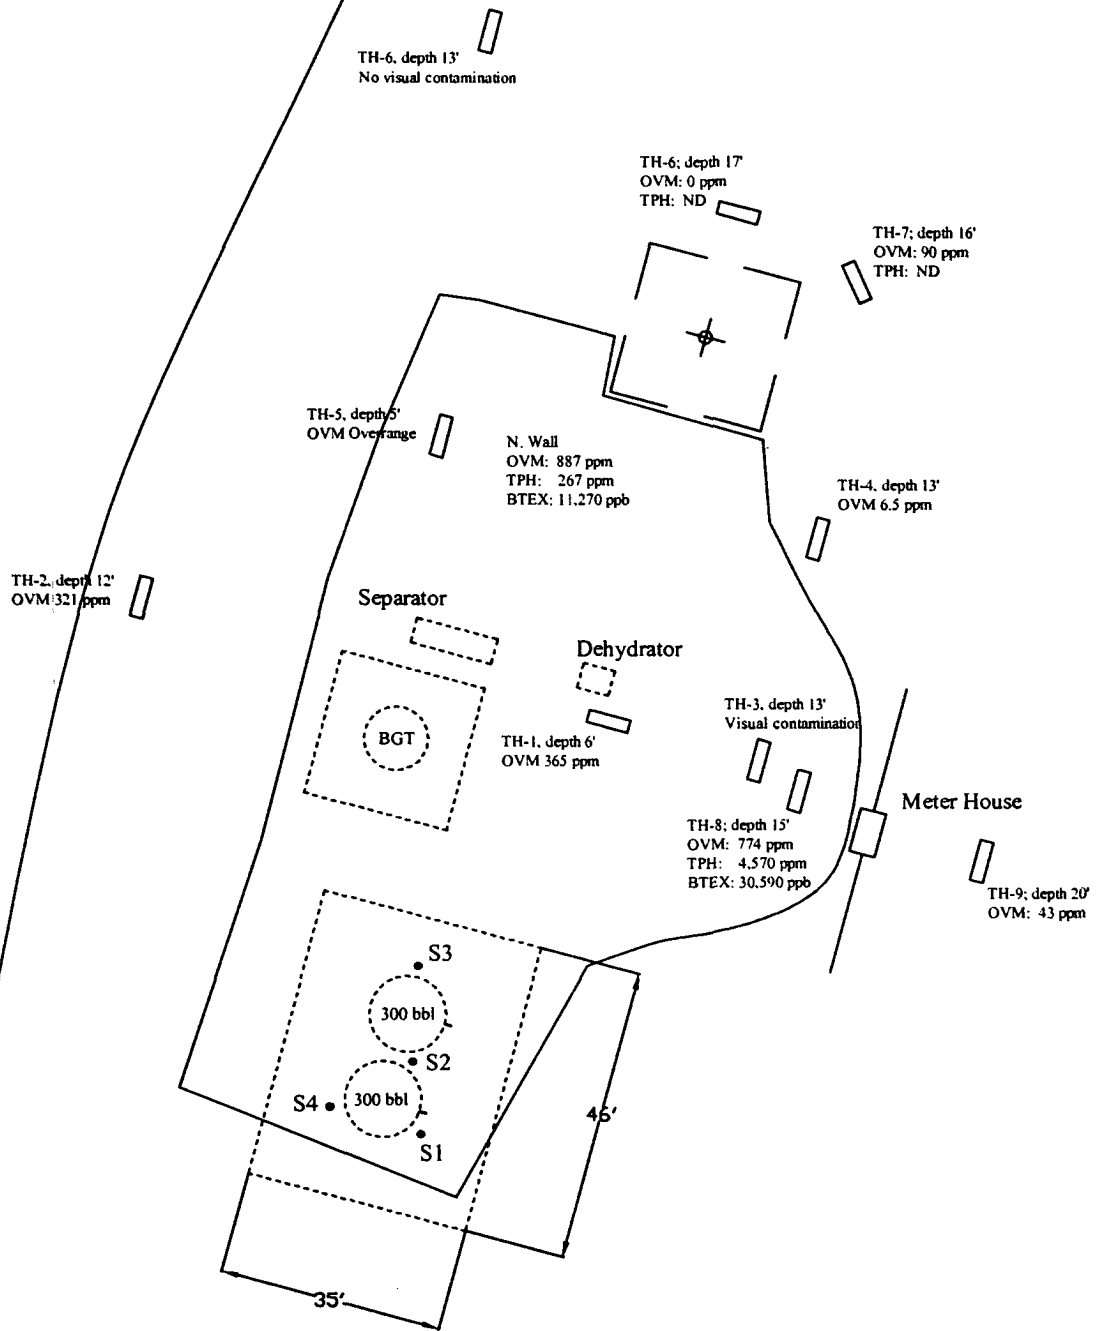 TH-6, depth 13'
No visual contamination
TH-6; depth 17'
OVM: 0 ppm
TPH: ND
TH-7; depth 16'
OVM: 90 ppm
TPH: ND
TH-5, depth 5'
OVM Overrange
N. Wall
OVM: 887 ppm
TPH: 267 ppm
BTEX: 11,270 ppb
TH-4, depth 13'
OVM 6.5 ppm
TH-2, depth 12'
OVM 321 ppm
Separator
Dehydrator
BGT
TH-1, depth 6'
OVM 365 ppm
TH-3, depth 13'
Visual contamination
Meter House
TH-8; depth 15'
OVM: 774 ppm
TPH: 4,570 ppm
BTEX: 30,590 ppb
TH-9; depth 20'
OVM: 43 ppm
S3
300 bbl
S2
300 bbl
S4
S1
46'
35'